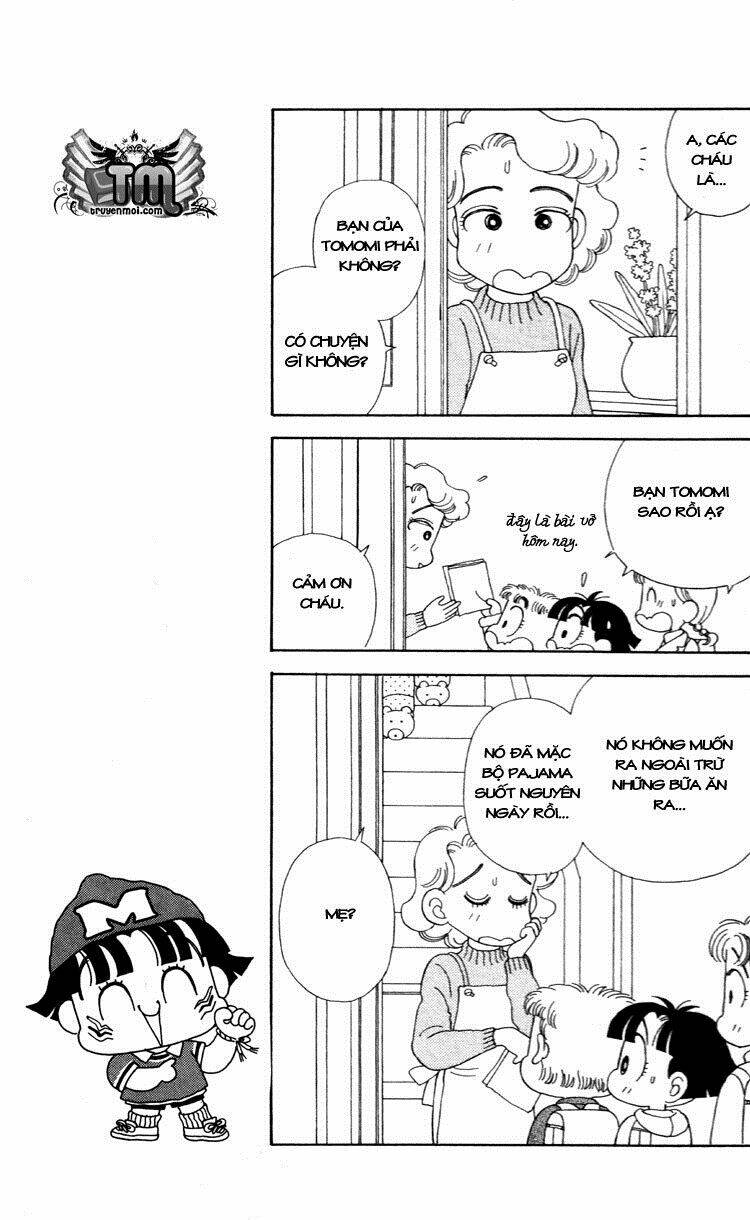 A, CÁC
CHÁU
LÀ...
BẠN CỦA
TOMOMI PHẢI
KHÔNG?
CÓ CHUYỆN
GÌ KHÔNG?
BẠN TOMOMI
SAO RỒI Ạ?
đây là bài vở
hôm nay.
CẢM ƠN
CHÁU.
NÓ KHÔNG MUỐN
RA NGOÀI TRỪ
NHỮNG BỮA ĂN
RA...
NÓ ĐÃ MẶC
BỘ PAJAMA
SUỐT NGUYÊN
NGÀY RỒI...
MẸ?
TM
truyenmoi.com
M